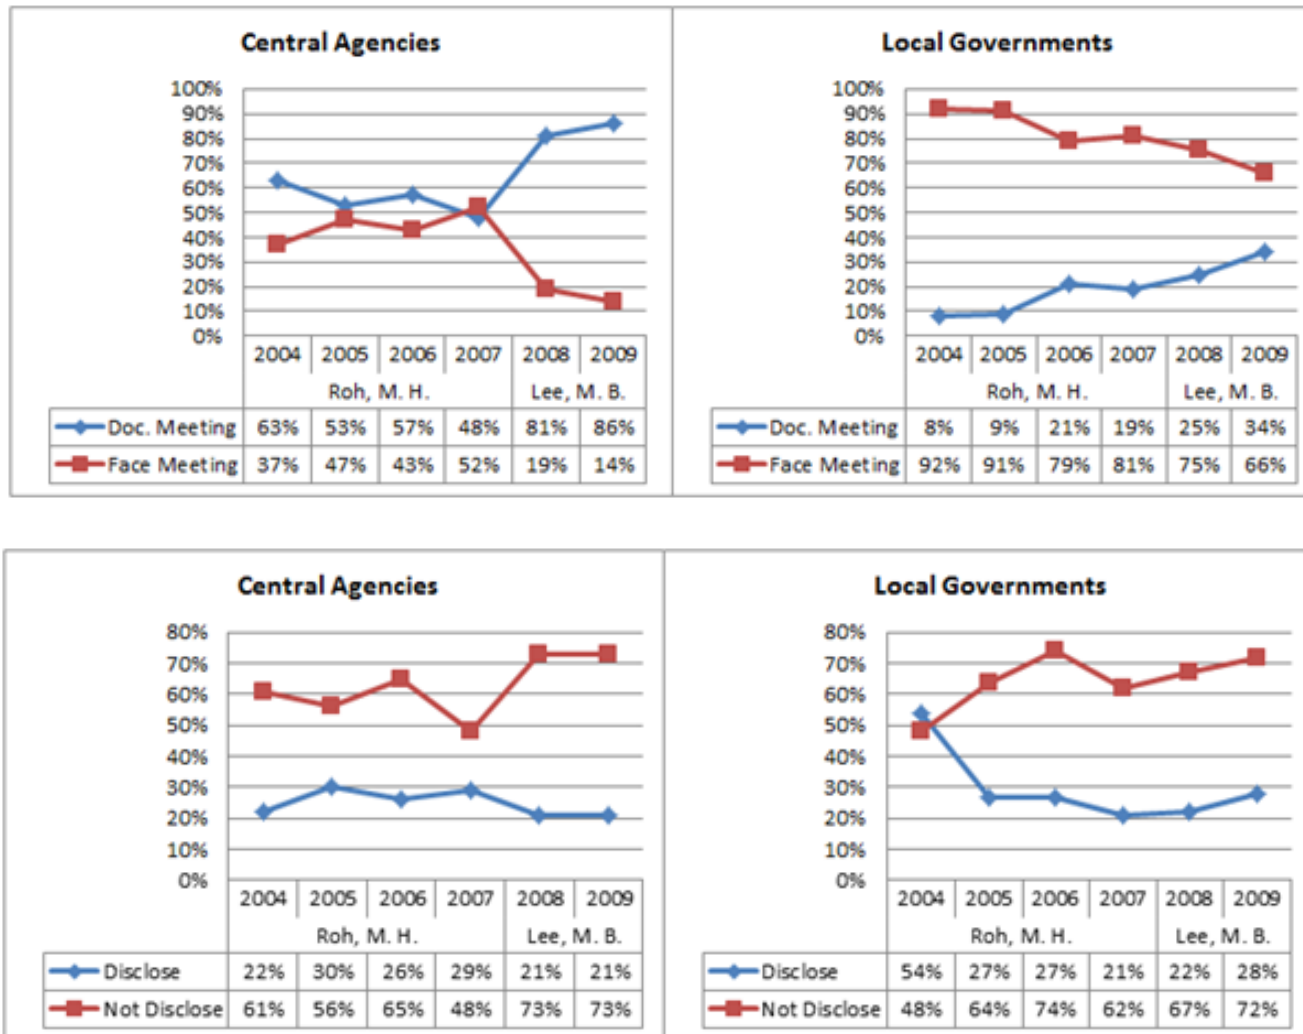 Central Agencies
100%
90%
80%
70%
60%
50%
40%
30%
20%
10%
0%
2004 2005 2006 2007 2008 2009
Roh, M. H. Lee, M. B.
Doc. Meeting 63% 53% 57% 48% 81% 86%
Face Meeting 37% 47% 43% 52% 19% 14%
Local Governments
100%
90%
80%
70%
60%
50%
40%
30%
20%
10%
0%
2004 2005 2006 2007 2008 2009
Roh, M. H. Lee, M. B.
Doc. Meeting 8% 9% 21% 19% 25% 34%
Face Meeting 92% 91% 79% 81% 75% 66%
Central Agencies
80%
70%
60%
50%
40%
30%
20%
10%
0%
2004 2005 2006 2007 2008 2009
Roh, M. H. Lee, M. B.
Disclose 22% 30% 26% 29% 21% 21%
Not Disclose 61% 56% 65% 48% 73% 73%
Local Governments
80%
70%
60%
50%
40%
30%
20%
10%
0%
2004 2005 2006 2007 2008 2009
Roh, M. H. Lee, M. B.
Disclose 54% 27% 27% 21% 22% 28%
Not Disclose 48% 64% 74% 62% 67% 72%